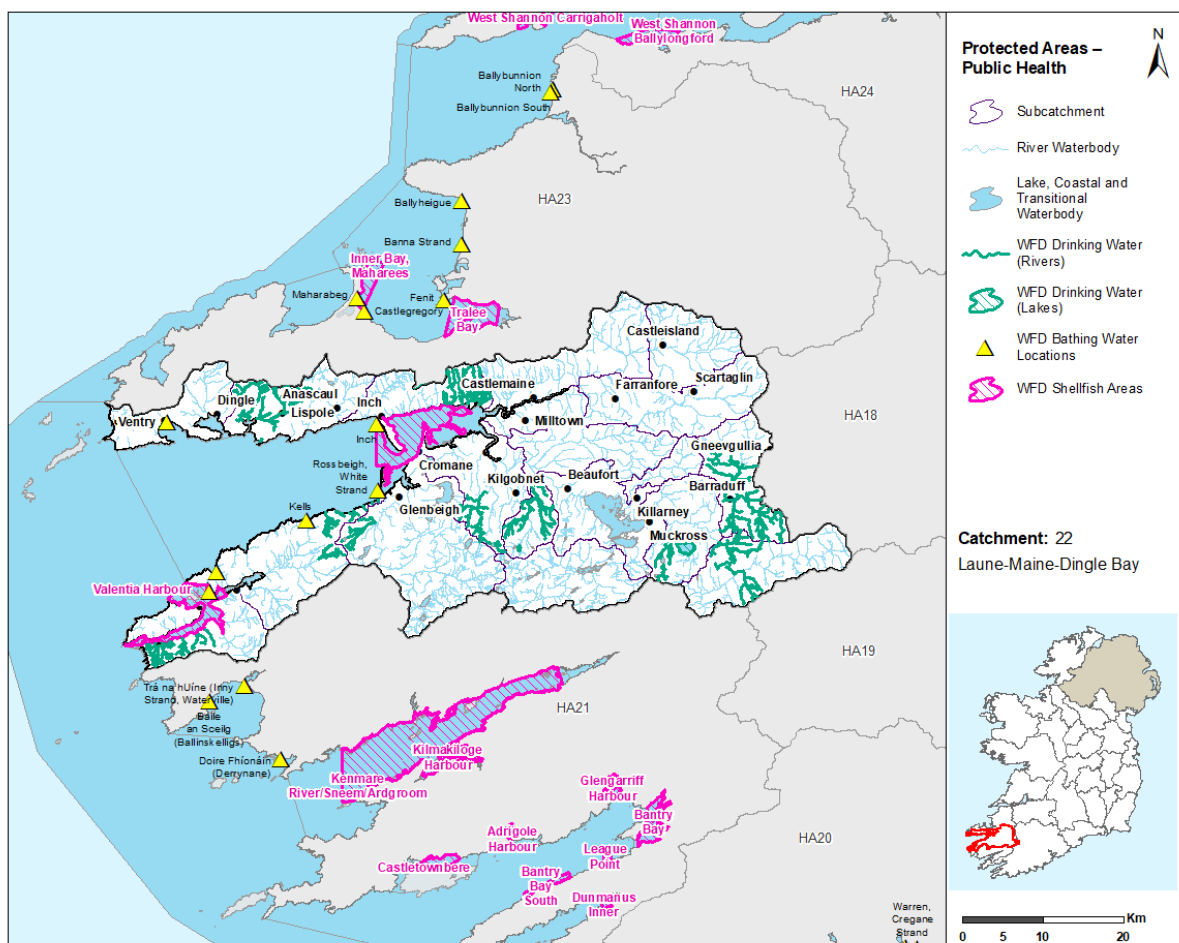 West Shannon Carrigaholt
West Shannon
Ballylongford
Ballybunnion
North
Ballybunnion South
HA24
Ballyheigue
HA23
Banna Strand
Inner Bay,
Maharees
Maharabeg
Fenit
Castlegregory
Tralee
Bay
Castleisland
Castlemaine
Farranfore
Scartaglin
Dingle
Anascaul
Lispole
Inch
HA18
Ventry
Milltown
Inch
Gneevgullia
Rossbeigh,
White
Strand
Cromane
Kilgobnet
Beaufort
Barraduff
Glenbeigh
Killarney
Kells
Muckross
Valentia Harbour
HA19
Trá na hUíne (Inny
Strand, Waterville)
Baile
an Sceilg
(Ballinskelligs)
HA21
Doire Fhíonáin
(Derrynane)
Kilmakiloge
Harbour
Kenmare
River/Sneem/Ardgroom
Glengarriff
Harbour
Bantry
Bay
Adrigole
Harbour
HA20
League
Point
Castletownbere
Bantry
Bay
South
Dunmanus
Inner
Warren,
Cregane
Strand
Protected Areas –
Public Health
N
Subcatchment
River Waterbody
Lake, Coastal and
Transitional
Waterbody
WFD Drinking Water
(Rivers)
WFD Drinking Water
(Lakes)
WFD Bathing Water
Locations
WFD Shellfish Areas
Catchment: 22
Laune-Maine-Dingle Bay
Km
0 5 10 20